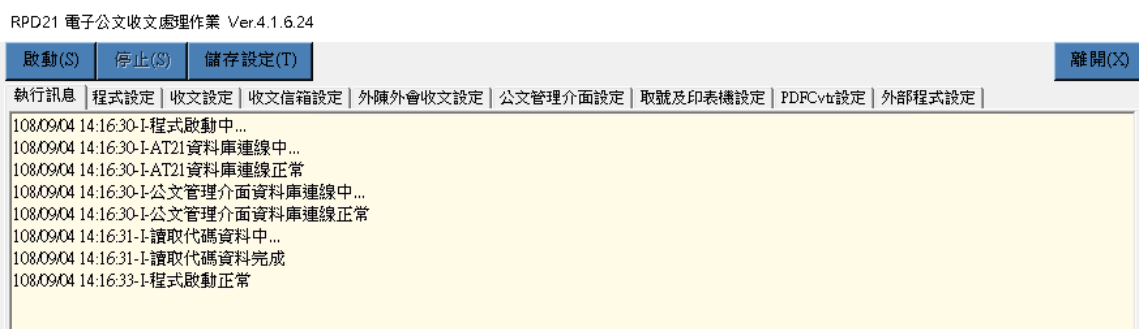 RPD21 電子公文收文處理作業 Ver.4.1.6.24
啟動(S) 停止(S) 儲存設定(T) 離開(X)
執行訊息 程式設定 收文設定 收文信箱設定 外陳外會收文設定 公文管理介面設定 取號及印表機設定 PDFCvtr設定 外部程式設定
108/09/04 14:16:30-I-程式啟動中...
108/09/04 14:16:30-I-AT21資料庫連線中...
108/09/04 14:16:30-I-AT21資料庫連線正常
108/09/04 14:16:30-I-公文管理介面資料庫連線中...
108/09/04 14:16:30-I-公文管理介面資料庫連線正常
108/09/04 14:16:31-I-讀取代碼資料中...
108/09/04 14:16:31-I-讀取代碼資料完成
108/09/04 14:16:33-I-程式啟動正常